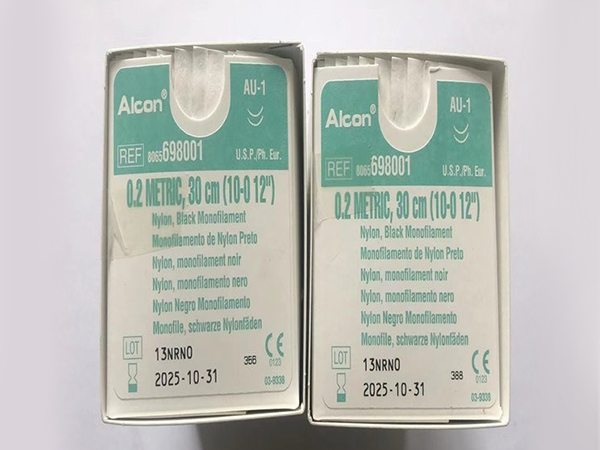 Alcon®
AU-1
REF 8065698001
U.S.P./Ph. Eur.
0.2 METRIC, 30 cm (10-0 12")
Nylon, Black Monofilament
Monofilamento de Nylon Preto
Nylon, monofilament noir
Nylon, monofilamento nero
Nylon Negro Monofilamento
Monofile, schwarze Nylonfäden
LOT 13NRNO
2025-10-31
CE
0123
03-9338
Alcon®
AU-1
REF 8065698001
U.S.P./Ph. Eur.
0.2 METRIC, 30 cm (10-0 12")
Nylon, Black Monofilament
Monofilamento de Nylon Preto
Nylon, monofilament noir
Nylon, monofilamento nero
Nylon Negro Monofilamento
Monofile, schwarze Nylonfäden
LOT 13NRNO
388
2025-10-31
CE
0123
03-9338